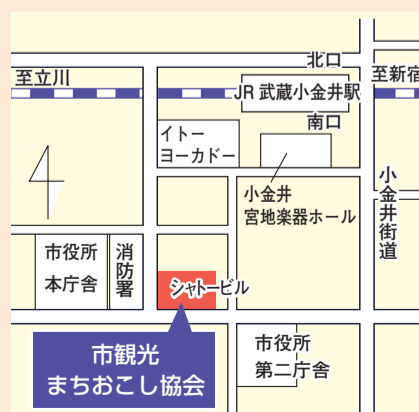 北口
至立川
至新宿
JR 武蔵小金井駅
南口
イトー
ヨーカドー
小金井
宮地楽器ホール
小金井街道
市役所
本庁舎
消防署
シャトービル
市観光
まちおこし協会
市役所
第二庁舎